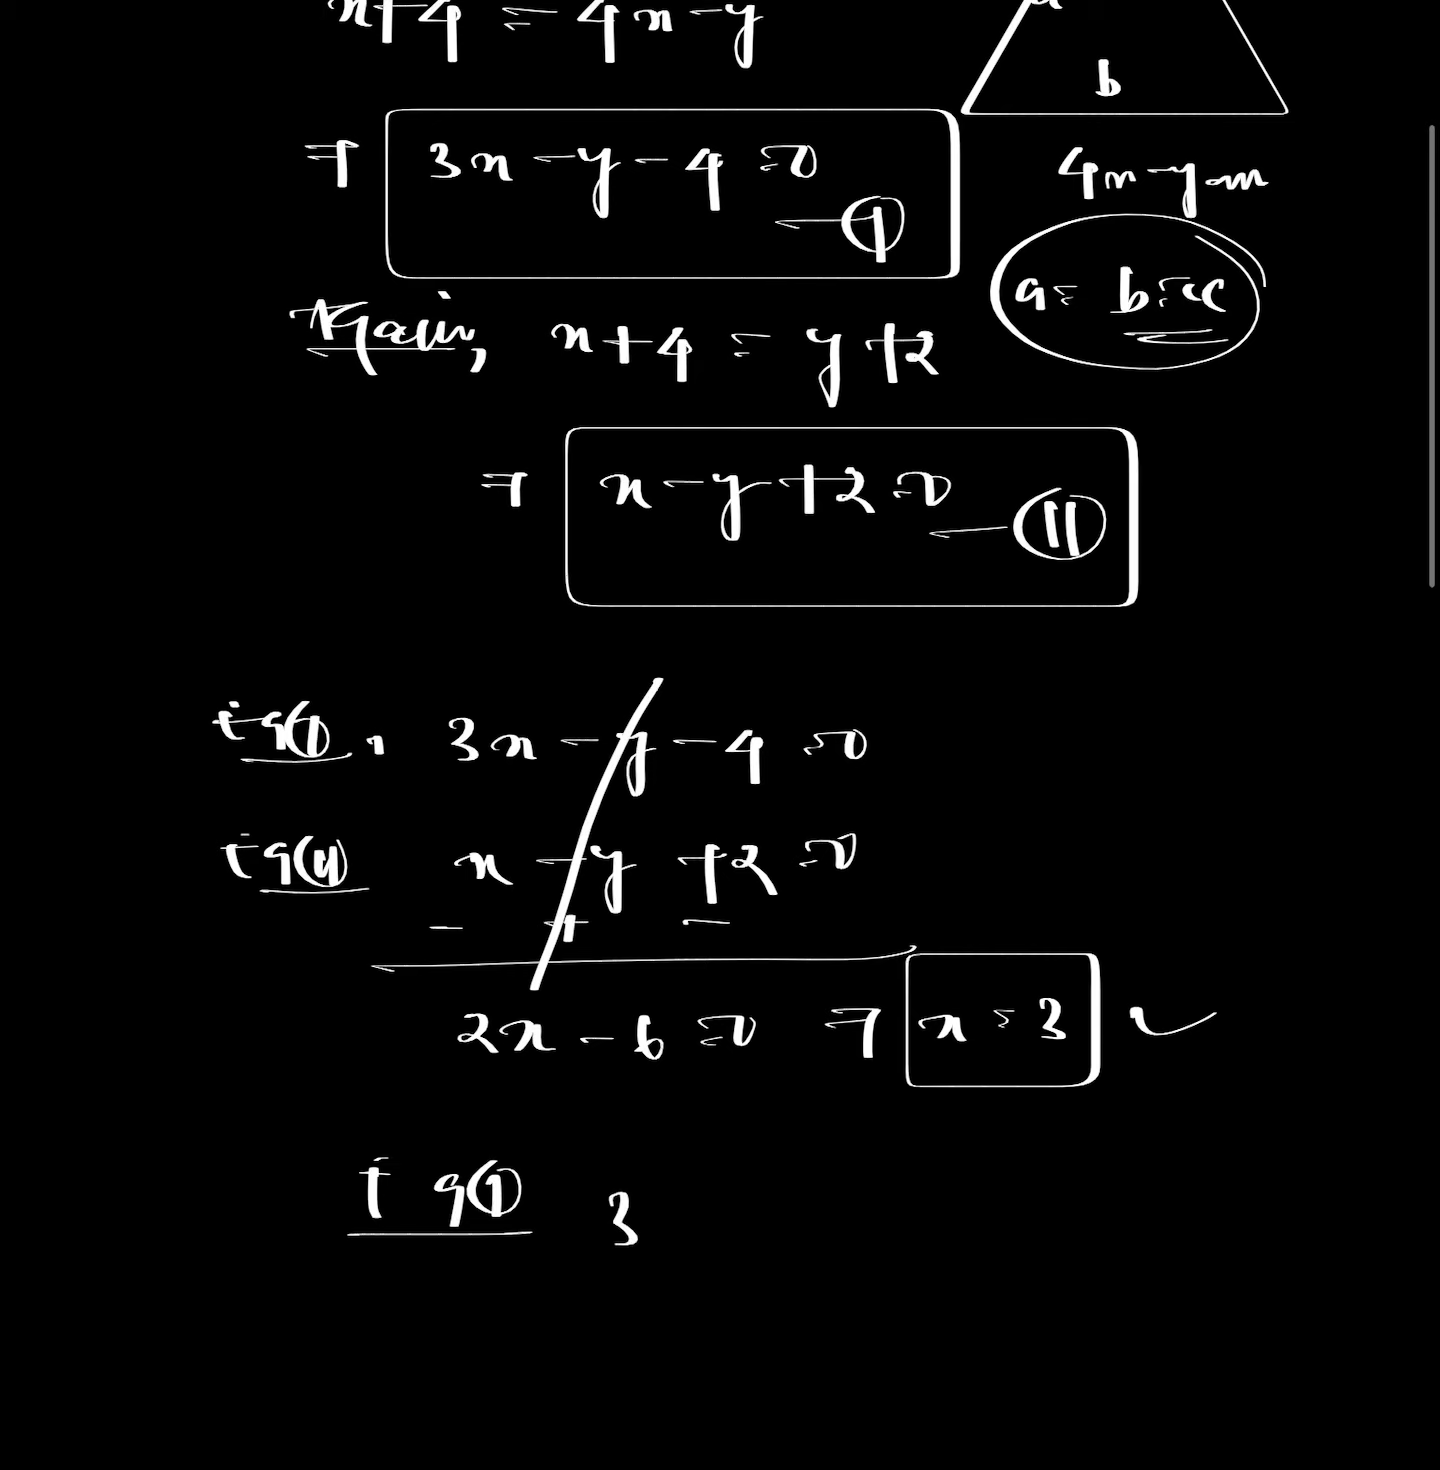 x+4 = 4x-y
b
⇒ 3x-y-4=0 — (I)
4x-y cm
a = b = c
Again, x+4 = y+2
⇒ x-y+2=0 — (II)
Eq(I), 3x-y-4=0
Eq(II) x-y+2=0
- + -
2x-6=0 ⇒ x=3
Eq(I) 3